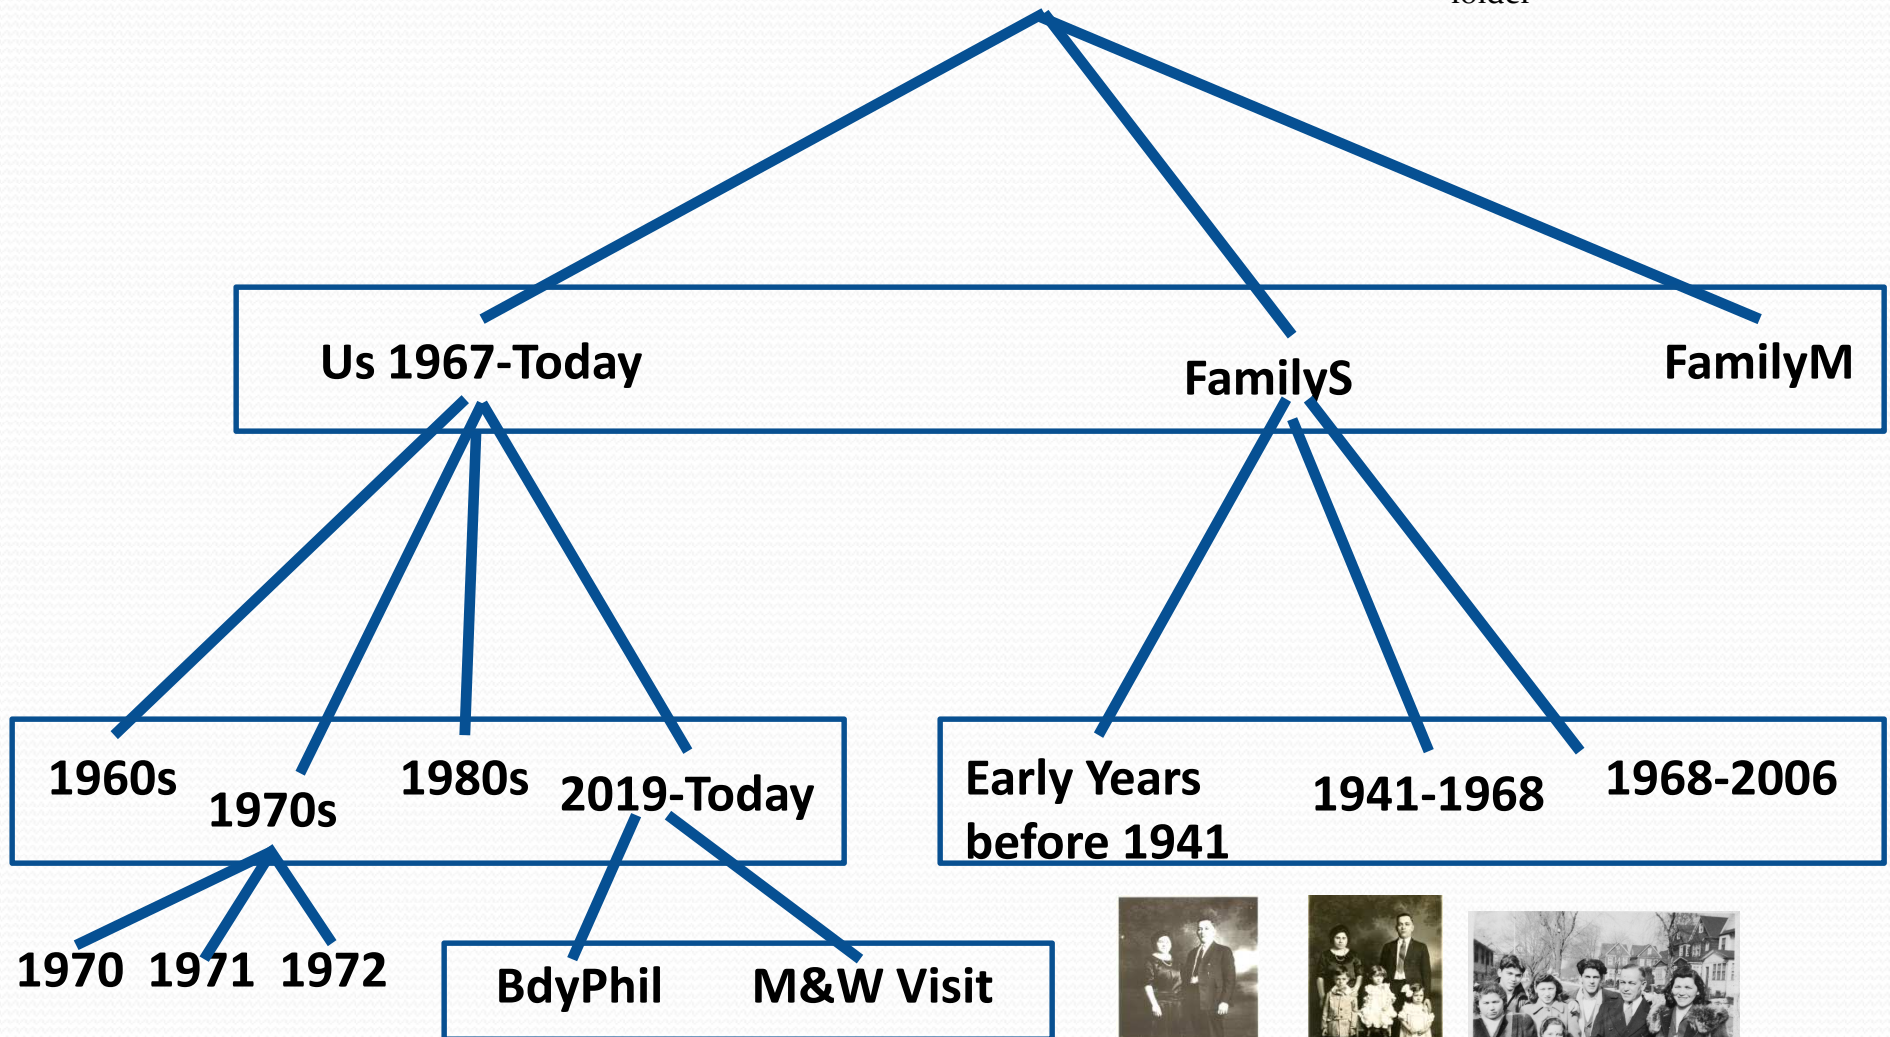 folder
Us 1967-Today
FamilyS
FamilyM
1960s
1970s
1980s
2019-Today
Early Years
before 1941
1941-1968
1968-2006
1970 1971 1972
BdyPhil
M&W Visit